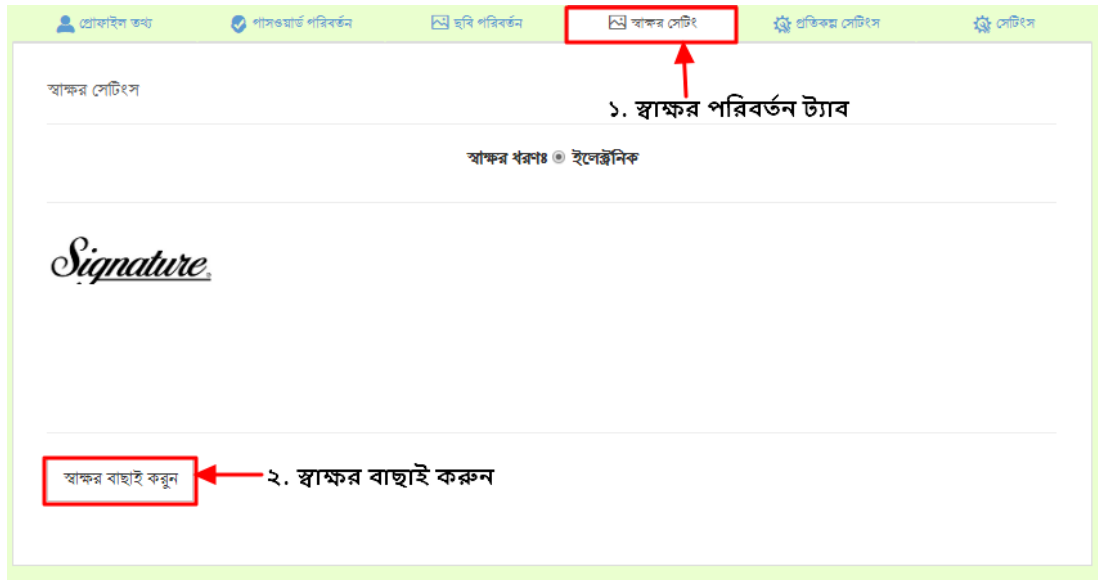 প্রোফাইল তথ্য পাসওয়ার্ড পরিবর্তন ছবি পরিবর্তন স্বাক্ষর সেটিং প্রতিকল্প সেটিংস সেটিংস
স্বাক্ষর সেটিংস
১. স্বাক্ষর পরিবর্তন ট্যাব
স্বাক্ষর ধরণঃ ইলেক্ট্রনিক
Signature.
স্বাক্ষর বাছাই করুন ২. স্বাক্ষর বাছাই করুন